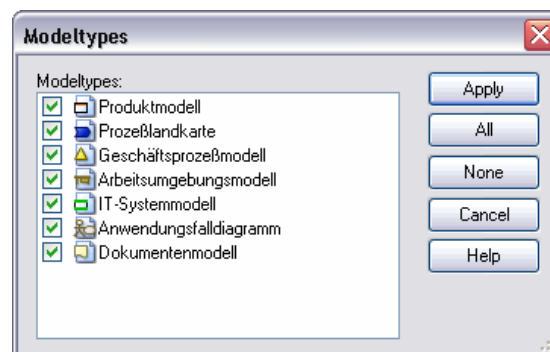 Modeltypes
Modeltypes:
Produktmodell
Prozeßlandkarte
Geschäftsprozeßmodell
Arbeitsumgebungsmodell
IT-Systemmodell
Anwendungsfalldiagramm
Dokumentenmodell
Apply
All
None
Cancel
Help